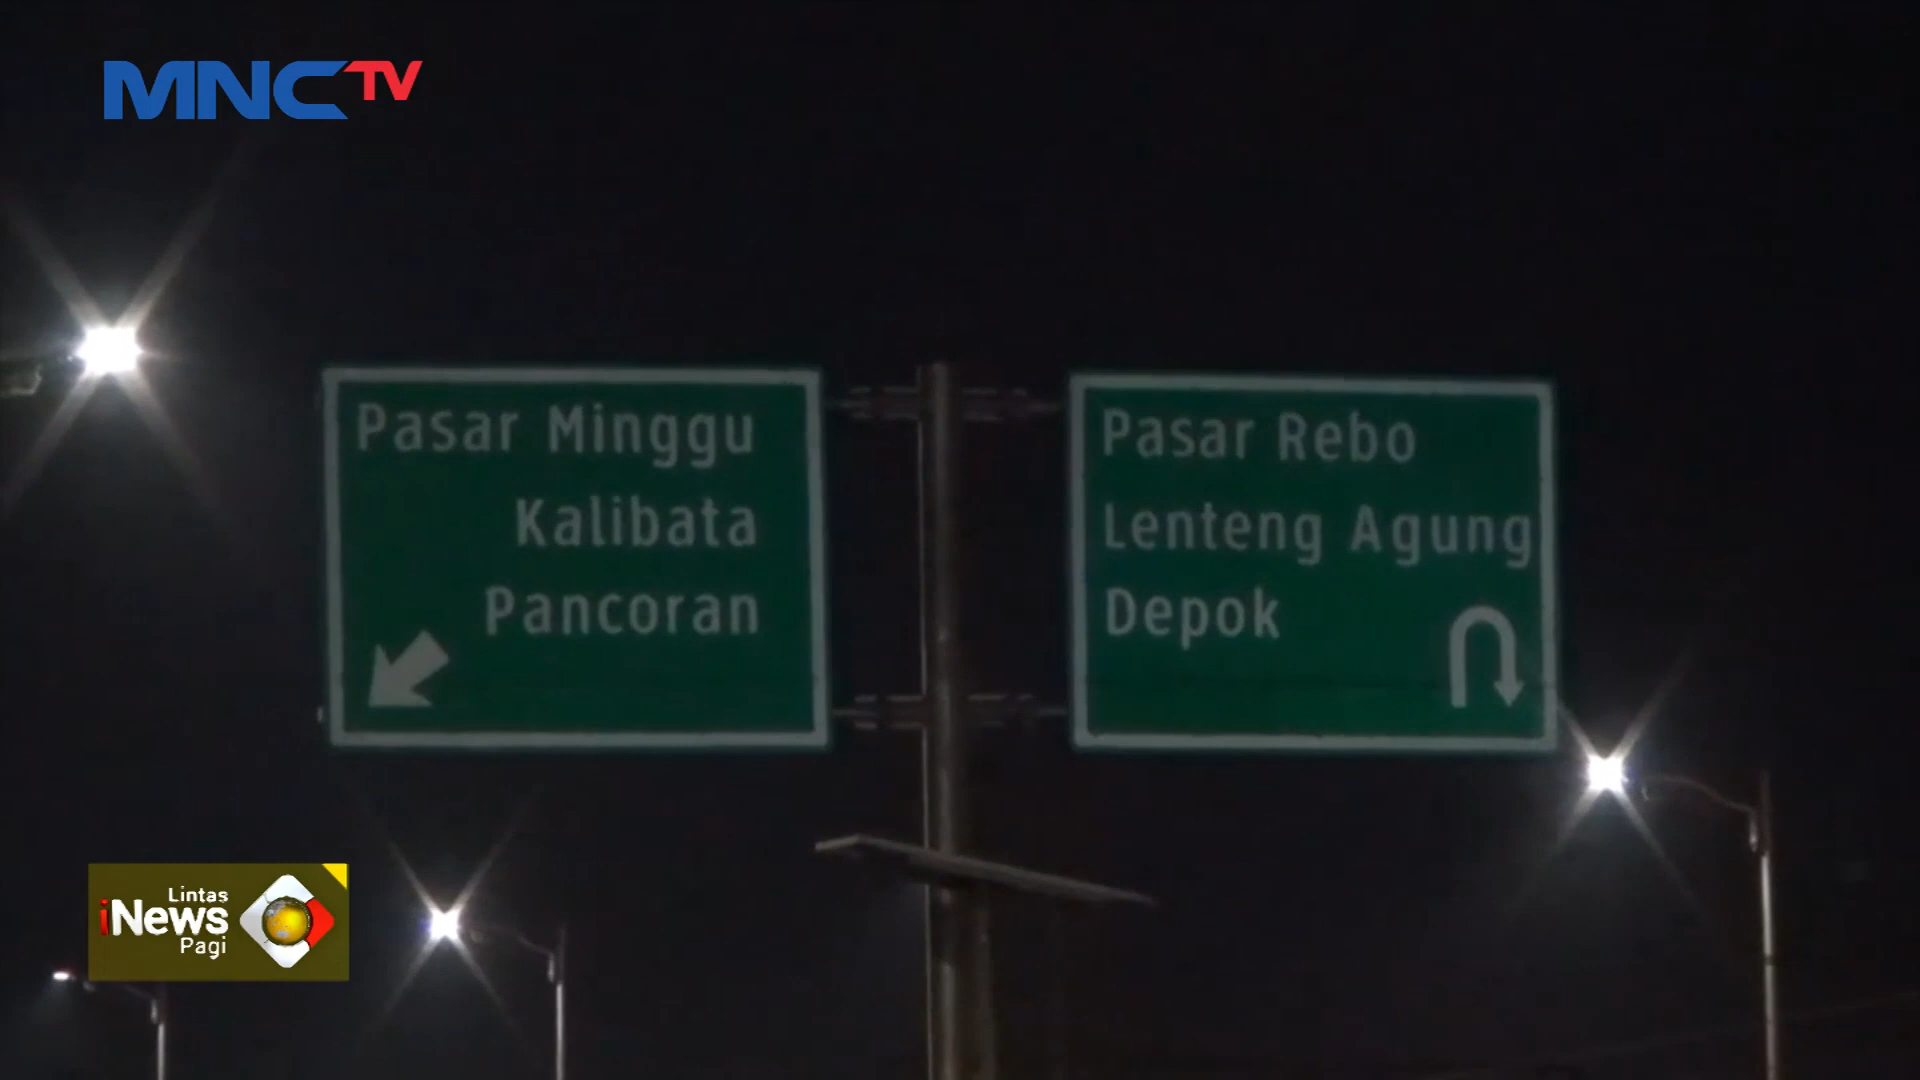 MNCTV
Pasar Minggu
Kalibata
Pancoran
Pasar Rebo
Lenteng Agung
Depok
Lintas
iNews
Pagi